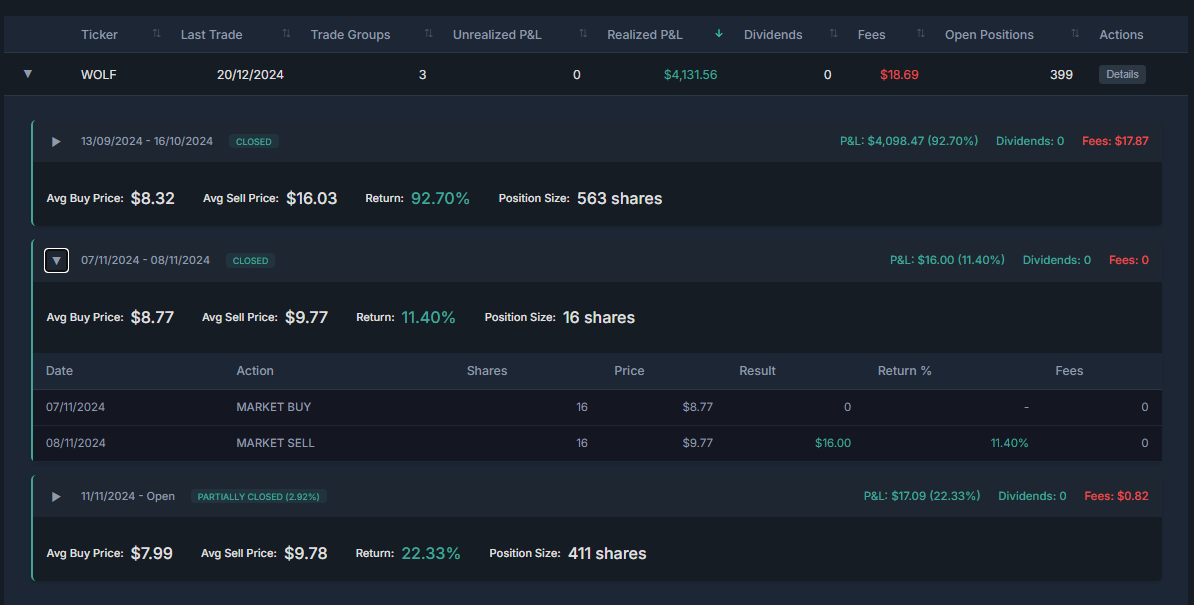 Ticker Last Trade Trade Groups Unrealized P&L Realized P&L Dividends Fees Open Positions Actions
WOLF 20/12/2024 3 0 $4,131.56 0 $18.69 399 Details
13/09/2024 - 16/10/2024 CLOSED P&L: $4,098.47 (92.70%) Dividends: 0 Fees: $17.87
Avg Buy Price: $8.32 Avg Sell Price: $16.03 Return: 92.70% Position Size: 563 shares
07/11/2024 - 08/11/2024 CLOSED P&L: $16.00 (11.40%) Dividends: 0 Fees: 0
Avg Buy Price: $8.77 Avg Sell Price: $9.77 Return: 11.40% Position Size: 16 shares
Date Action Shares Price Result Return % Fees
07/11/2024 MARKET BUY 16 $8.77 0 - 0
08/11/2024 MARKET SELL 16 $9.77 $16.00 11.40% 0
11/11/2024 - Open PARTIALLY CLOSED (2.92%) P&L: $17.09 (22.33%) Dividends: 0 Fees: $0.82
Avg Buy Price: $7.99 Avg Sell Price: $9.78 Return: 22.33% Position Size: 411 shares